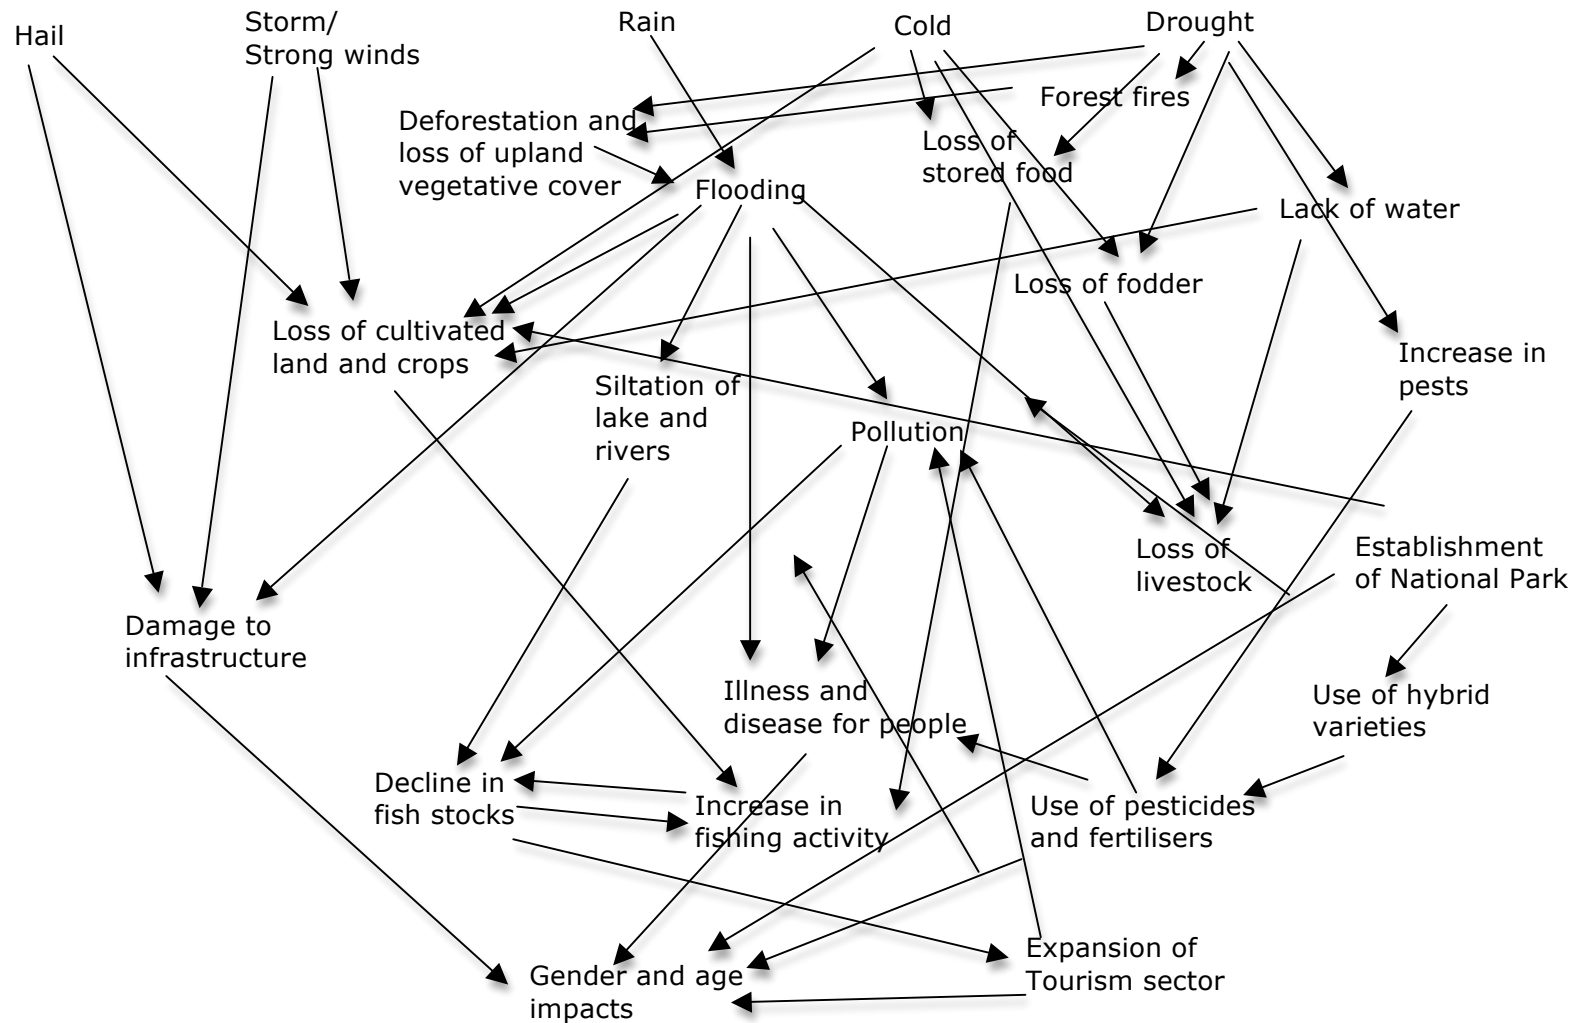 Hail
Storm/
Strong winds
Rain
Cold
Drought
Forest fires
Deforestation and
loss of upland
vegetative cover
Loss of
stored food
Flooding
Lack of water
Loss of fodder
Loss of cultivated
land and crops
Increase in
pests
Siltation of
lake and
rivers
Pollution
Loss of
livestock
Establishment
of National Park
Damage to
infrastructure
Illness and
disease for people
Use of hybrid
varieties
Decline in
fish stocks
Increase in
fishing activity
Use of pesticides
and fertilisers
Gender and age
impacts
Expansion of
Tourism sector